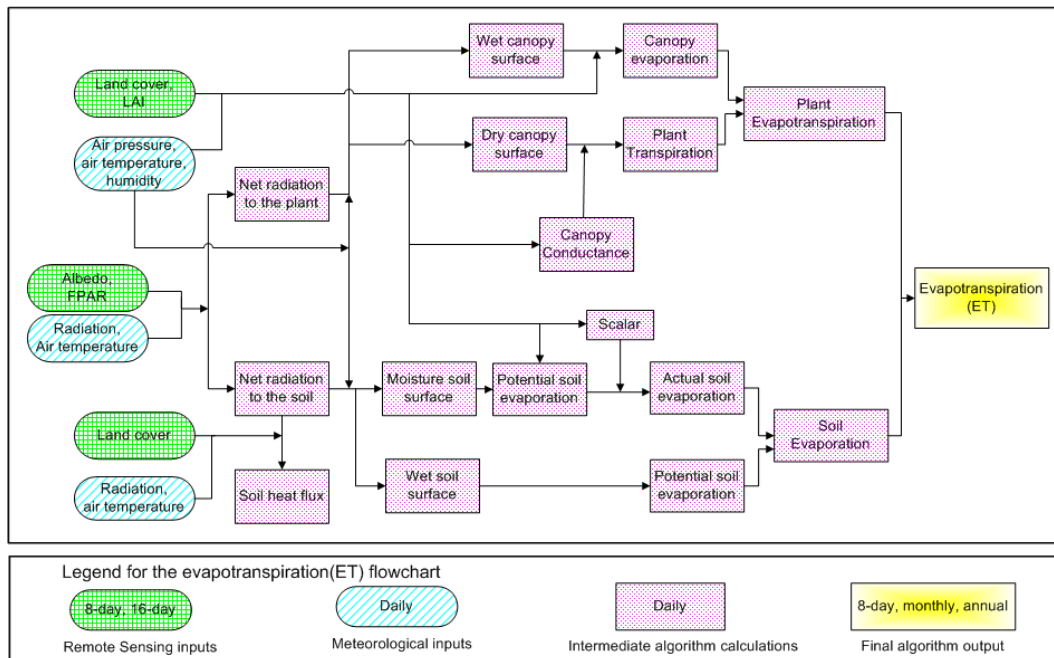 Wet canopy
surface
Canopy
evaporation
Land cover,
LAI
Plant
Evapotranspiration
Air pressure,
air temperature,
humidity
Dry canopy
surface
Plant
Transpiration
Net radiation
to the plant
Canopy
Conductance
Albedo,
FPAR
Evapotranspiration
(ET)
Radiation,
Air temperature
Scalar
Net radiation
to the soil
Moisture soil
surface
Potential soil
evaporation
Actual soil
evaporation
Land cover
Soil
Evaporation
Radiation,
air temperature
Soil heat flux
Wet soil
surface
Potential soil
evaporation
Legend for the evapotranspiration(ET) flowchart
8-day, 16-day
Daily
Daily
8-day, monthly, annual
Remote Sensing inputs
Meteorological inputs
Intermediate algorithm calculations
Final algorithm output